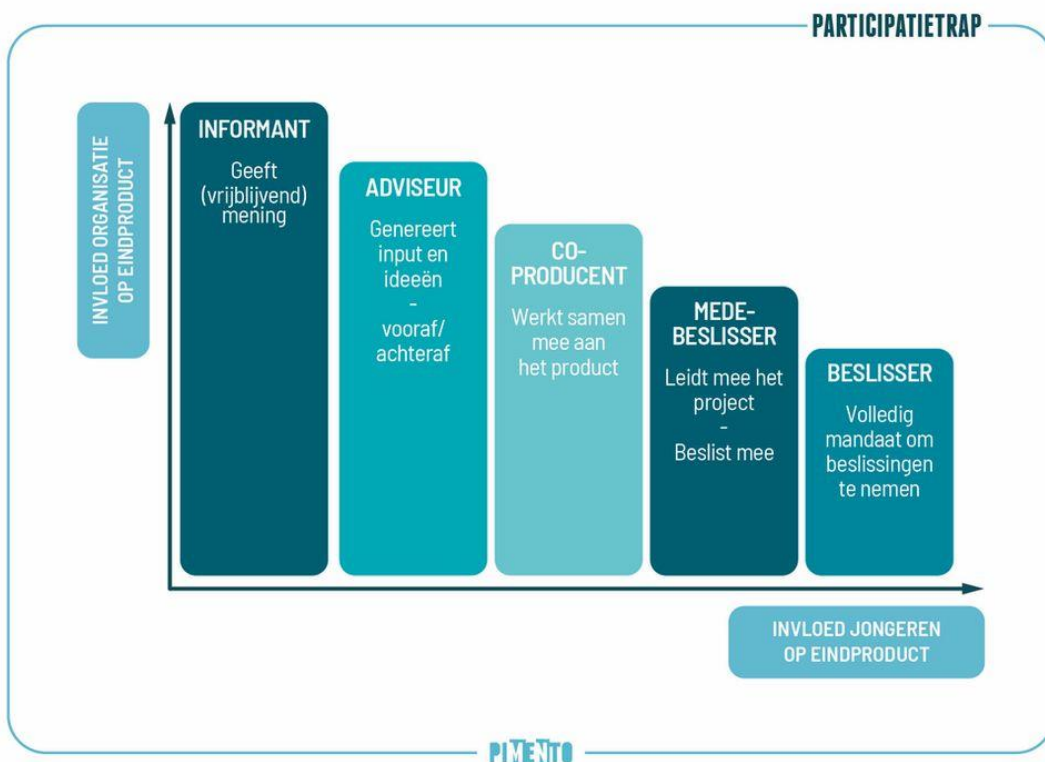 PARTICIPATIETRAP
INVLOED ORGANISATIE
OP EINDPRODUCT
INFORMANT
Geeft
(vrijblijvend)
mening
ADVISEUR
Genereert
input en
ideeën
-
vooraf/
achteraf
CO-
PRODUCENT
Werkt samen
mee aan
het product
MEDE-
BESLISSER
Leidt mee het
project
-
Beslist mee
BESLISSER
Volledig
mandaat om
beslissingen
te nemen
INVLOED JONGEREN
OP EINDPRODUCT
PIMENTO